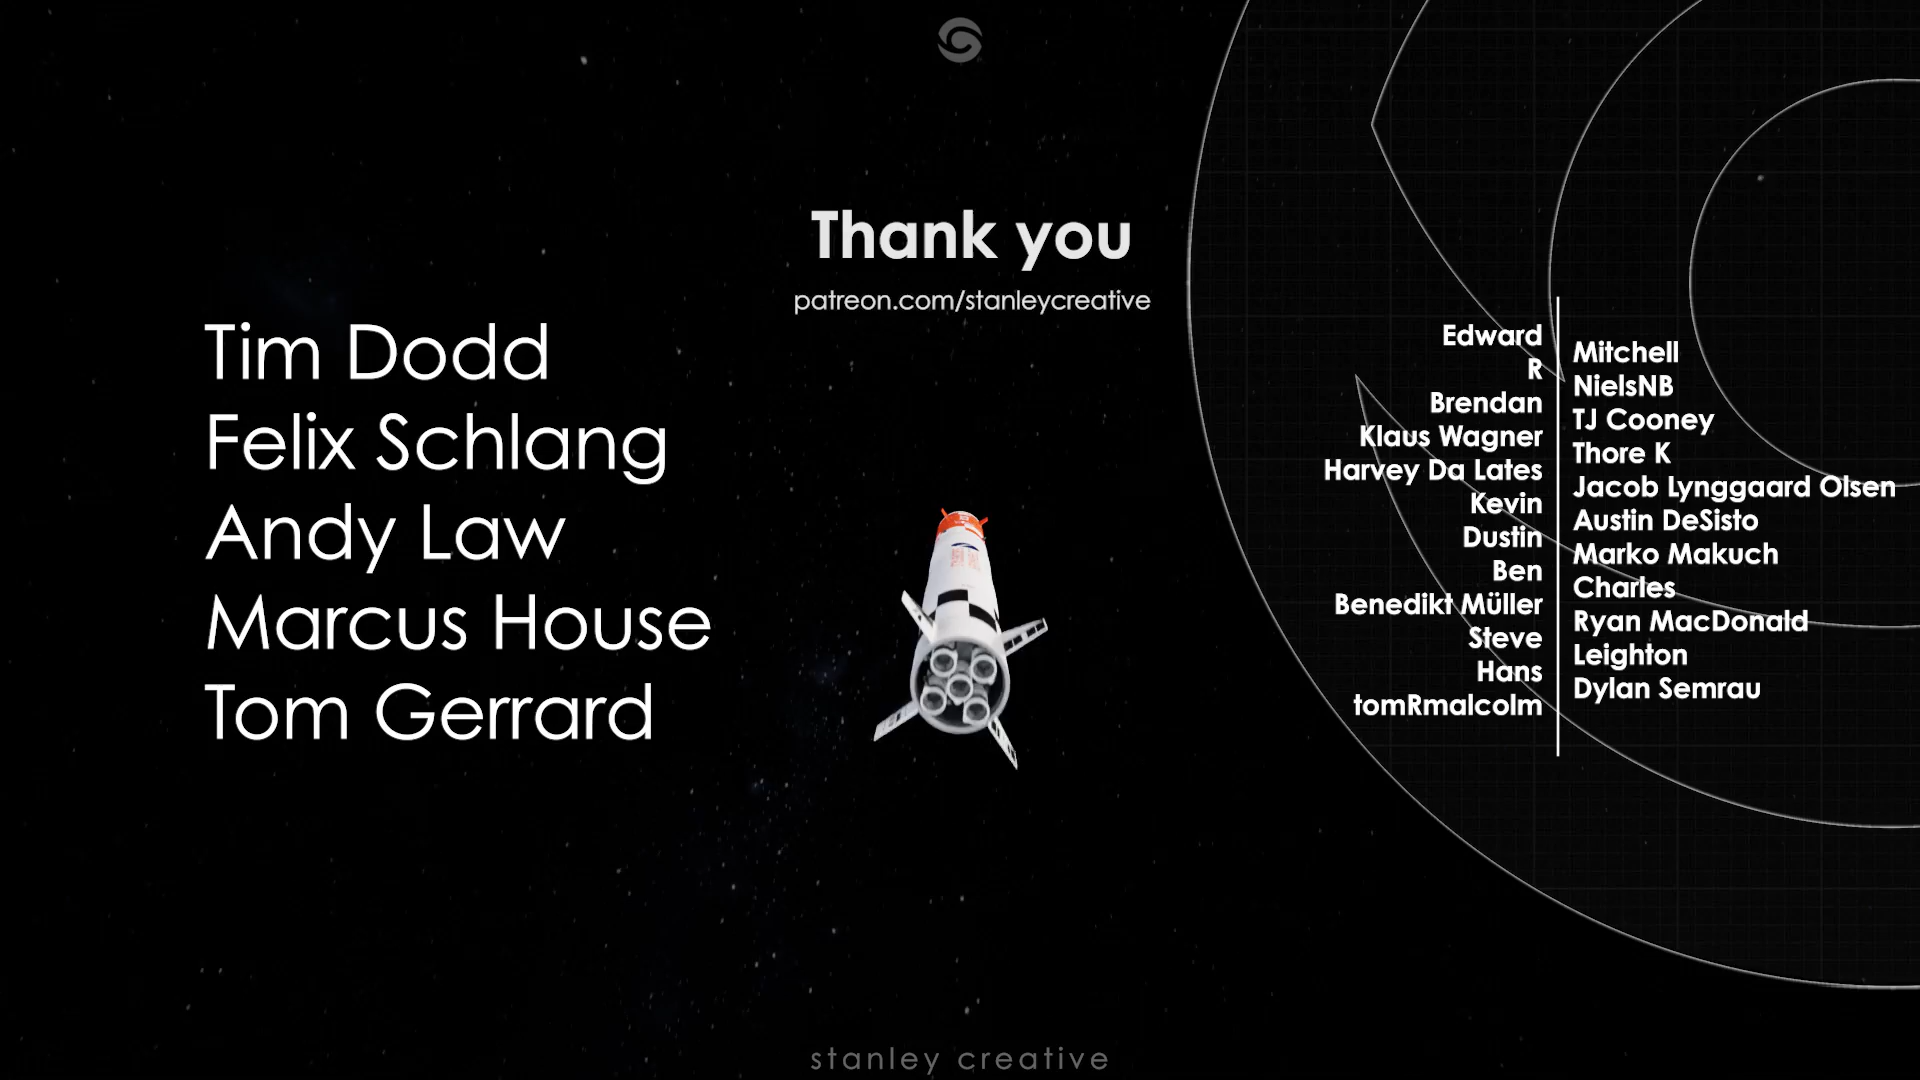 Thank you
patreon.com/stanleycreative
Tim Dodd
Felix Schlang
Andy Law
Marcus House
Tom Gerrard
Edward
R
Brendan
Klaus Wagner
Harvey Da Lates
Kevin
Dustin
Ben
Benedikt Müller
Steve
Hans
tomRmalcolm
Mitchell
NielsNB
TJ Cooney
Thore K
Jacob Lynggaard Olsen
Austin DeSisto
Marko Makuch
Charles
Ryan MacDonald
Leighton
Dylan Semrau
stanley creative